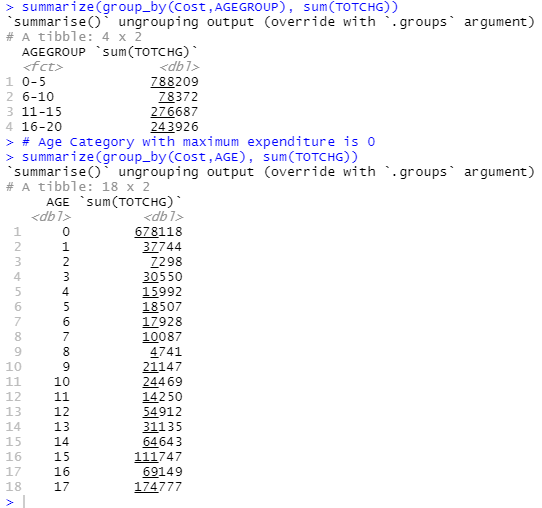 > summarize(group_by(Cost,AGEGROUP), sum(TOTCHG))
`summarise()` ungrouping output (override with `.groups` argument)
# A tibble: 4 x 2
  AGEGROUP `sum(TOTCHG)`
  <fct>            <dbl>
1 0-5             788209
2 6-10             78372
3 11-15           276687
4 16-20           243926
> # Age Category with maximum expenditure is 0
> summarize(group_by(Cost,AGE), sum(TOTCHG))
`summarise()` ungrouping output (override with `.groups` argument)
# A tibble: 18 x 2
     AGE `sum(TOTCHG)`
   <dbl>         <dbl>
 1     0        678118
 2     1         37744
 3     2          7298
 4     3         30550
 5     4         15992
 6     5         18507
 7     6         17928
 8     7         10087
 9     8          4741
10     9         21147
11    10         24469
12    11         14250
13    12         54912
14    13         31135
15    14         64643
16    15        111747
17    16         69149
18    17        174777
>